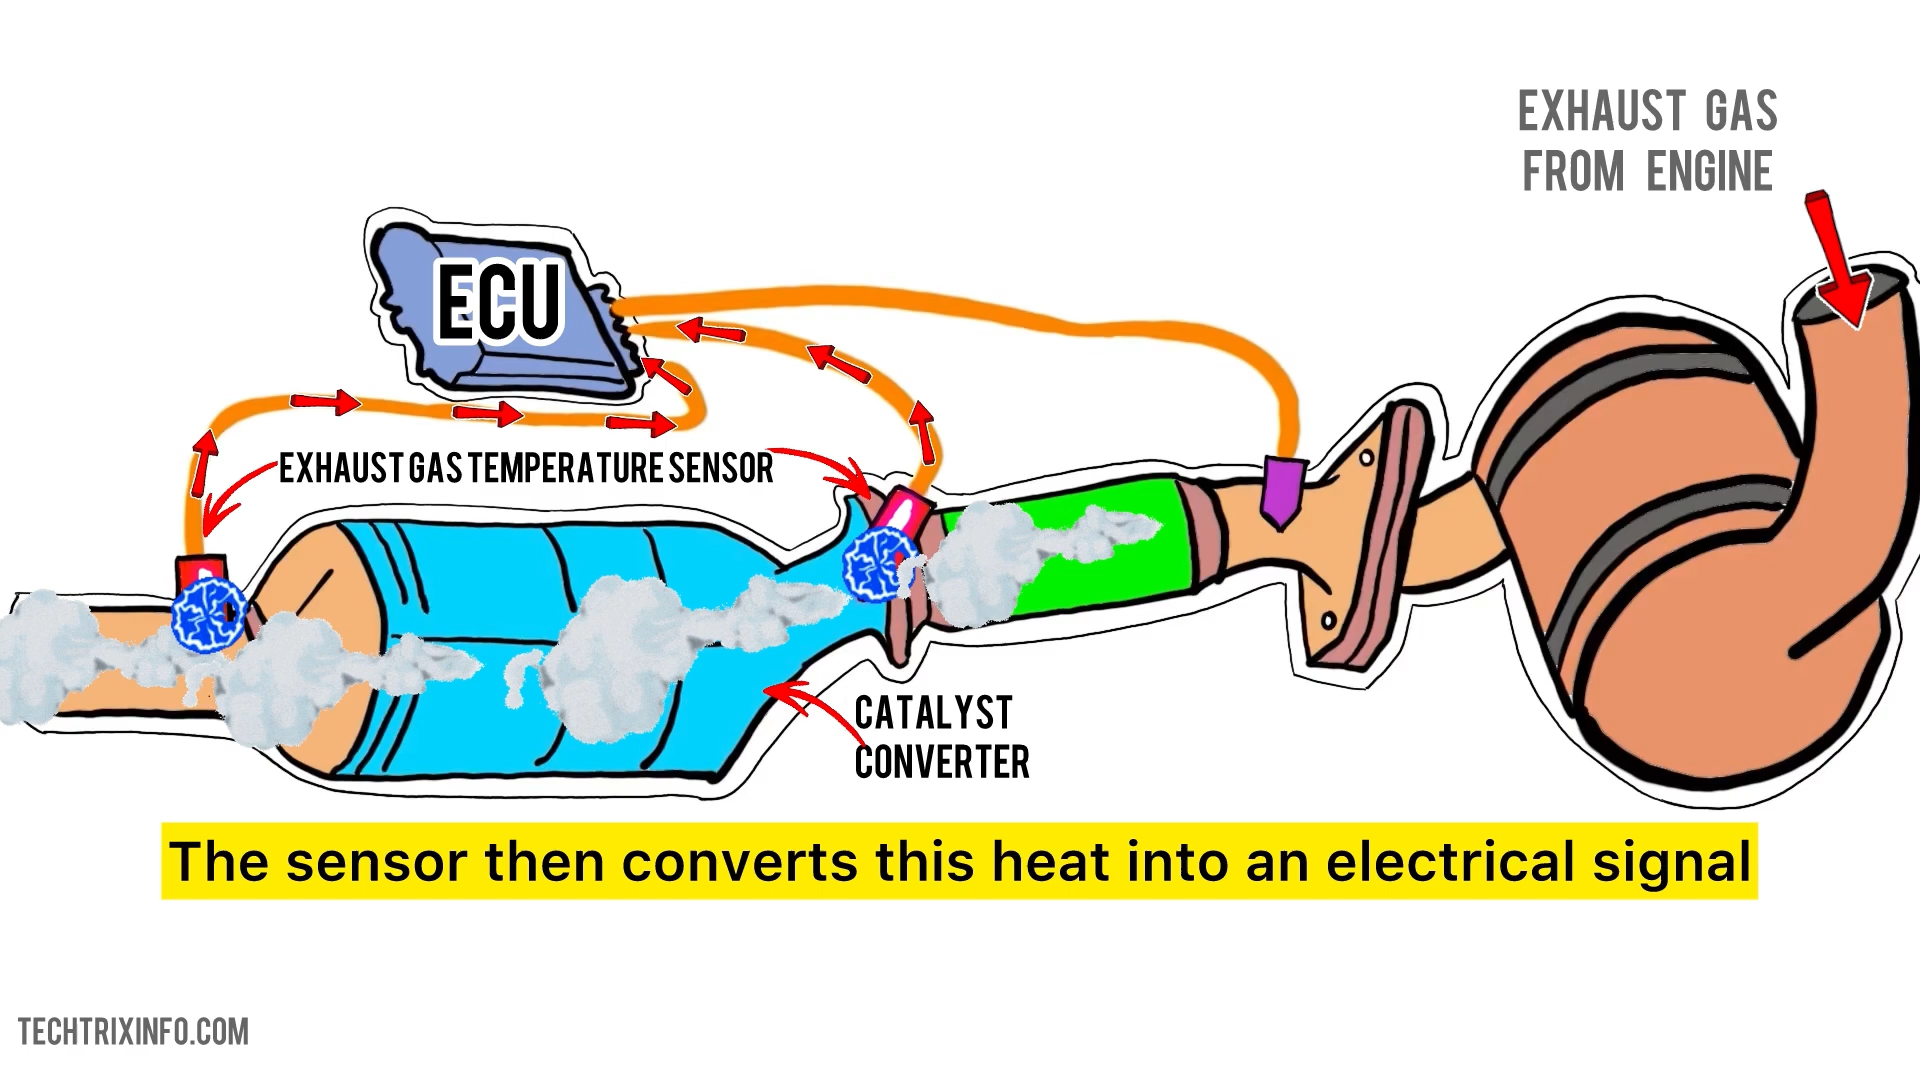 EXHAUST GAS
FROM ENGINE
ECU
EXHAUST GAS TEMPERATURE SENSOR
CATALYST
CONVERTER
The sensor then converts this heat into an electrical signal
TECHTRIXINFO.COM